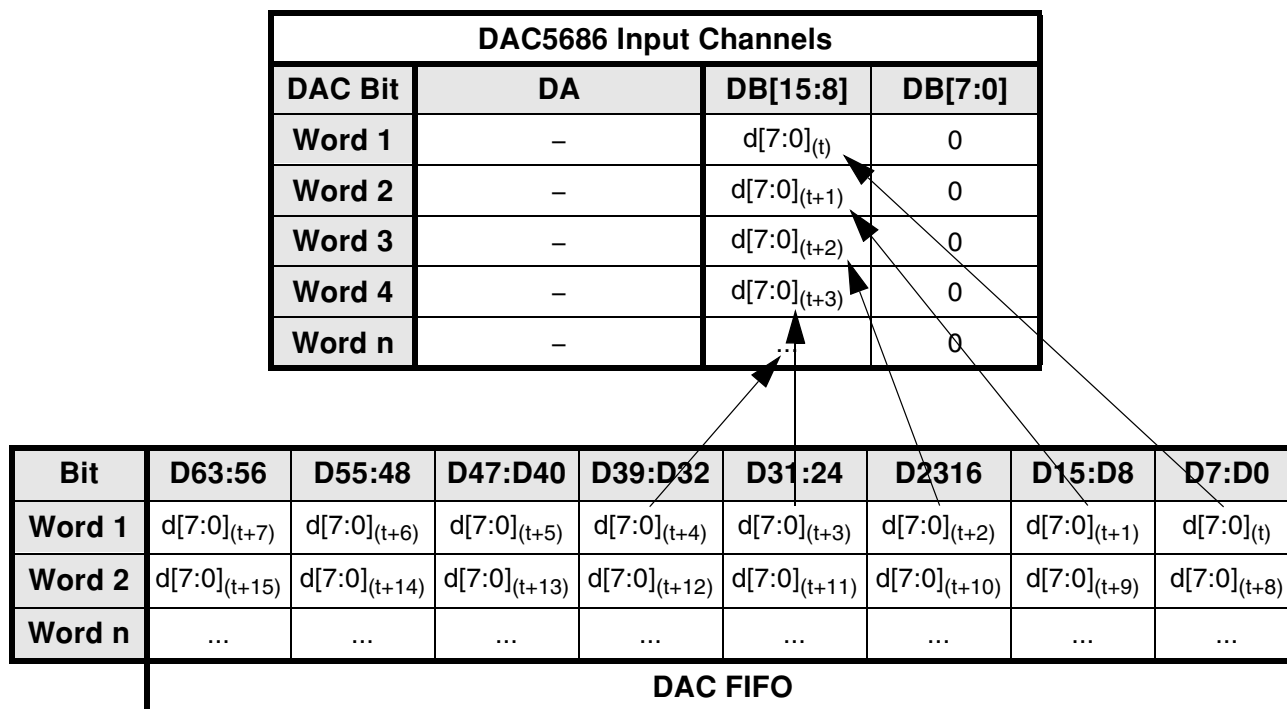 DAC5686 Input Channels
DAC Bit DA DB[15:8] DB[7:0]
Word 1 – d[7:0](t) 0
Word 2 – d[7:0](t+1) 0
Word 3 – d[7:0](t+2) 0
Word 4 – d[7:0](t+3) 0
Word n – ... 0
Bit D63:56 D55:48 D47:D40 D39:D32 D31:24 D2316 D15:D8 D7:D0
Word 1 d[7:0](t+7) d[7:0](t+6) d[7:0](t+5) d[7:0](t+4) d[7:0](t+3) d[7:0](t+2) d[7:0](t+1) d[7:0](t)
Word 2 d[7:0](t+15) d[7:0](t+14) d[7:0](t+13) d[7:0](t+12) d[7:0](t+11) d[7:0](t+10) d[7:0](t+9) d[7:0](t+8)
Word n ... ... ... ... ... ... ... ...
DAC FIFO